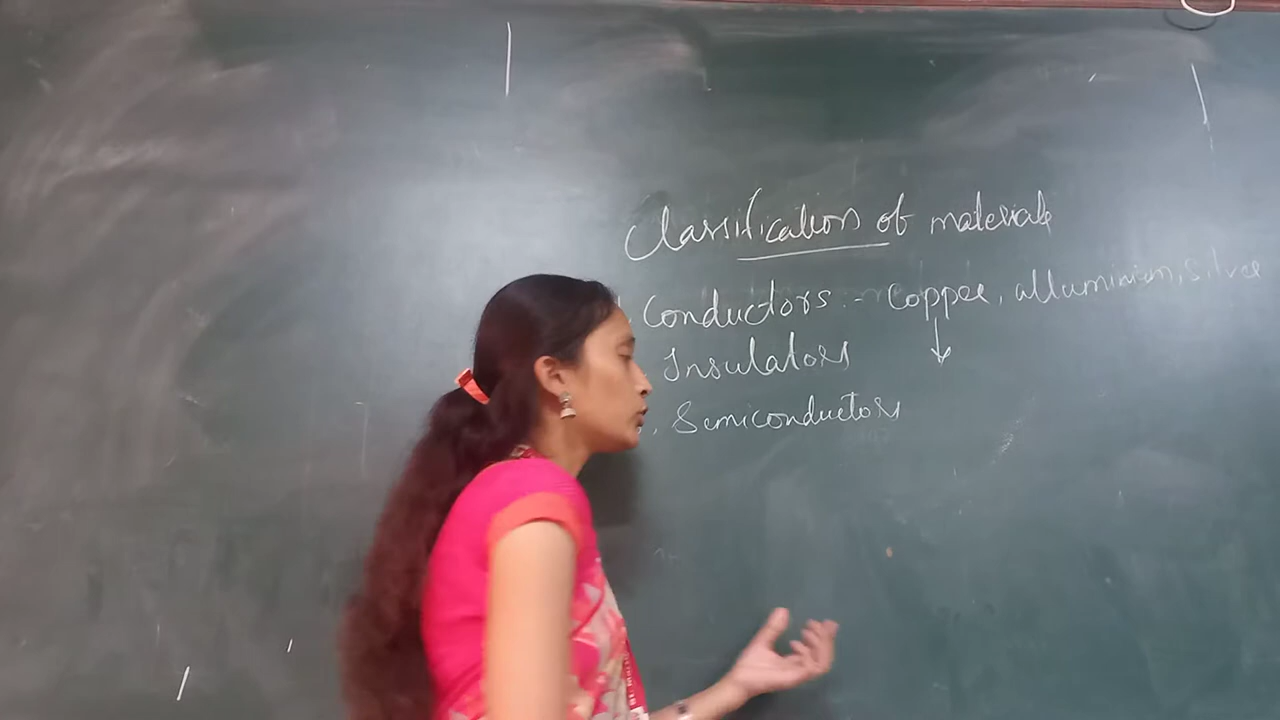 Classification of materials
Conductors :- Copper, alluminium, silver
Insulators
Semiconductors